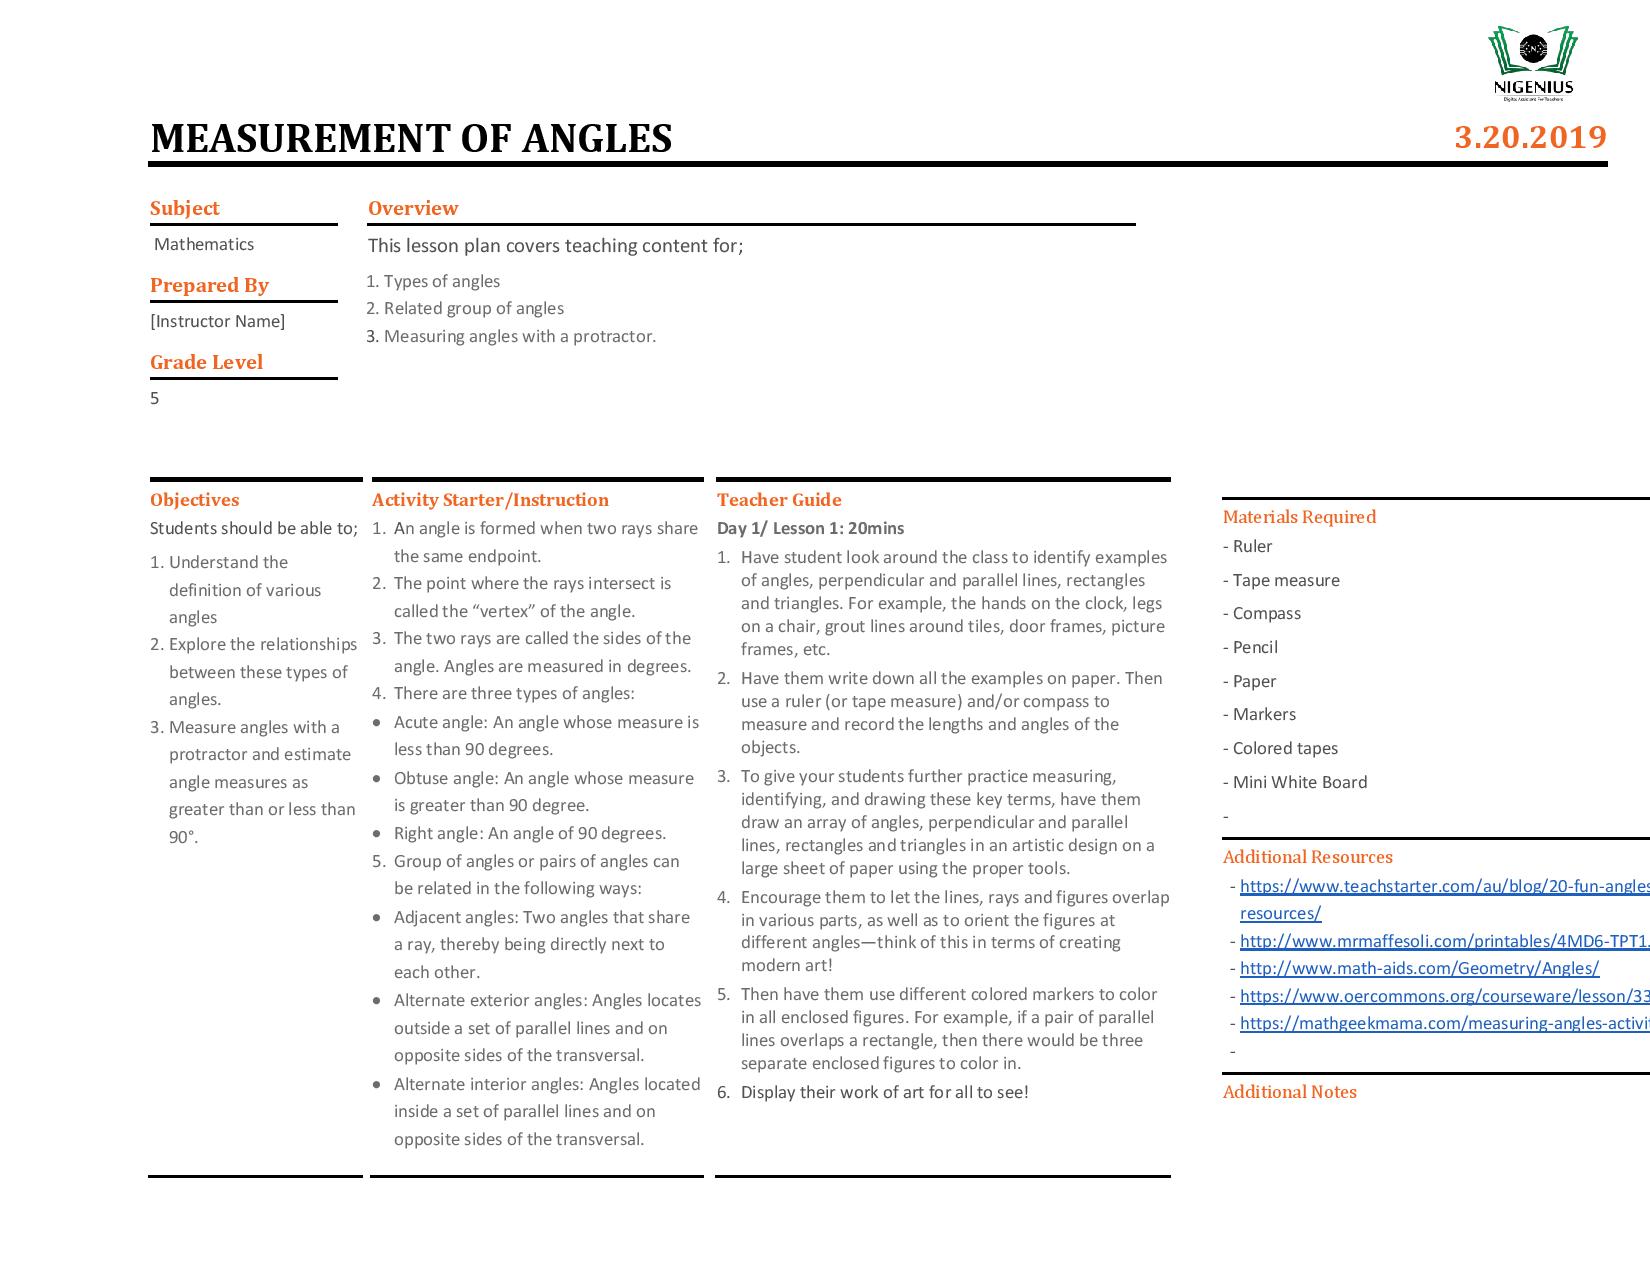 NIGENIUS
Digital Assistant For Teachers
MEASUREMENT OF ANGLES
3.20.2019
Subject
Mathematics
Prepared By
[Instructor Name]
Grade Level
5
Overview
This lesson plan covers teaching content for;
1. Types of angles
2. Related group of angles
3. Measuring angles with a protractor.
Objectives
Students should be able to;
1. Understand the
definition of various
angles
2. Explore the relationships
between these types of
angles.
3. Measure angles with a
protractor and estimate
angle measures as
greater than or less than
90°.
Activity Starter/Instruction
1. An angle is formed when two rays share
the same endpoint.
2. The point where the rays intersect is
called the “vertex” of the angle.
3. The two rays are called the sides of the
angle. Angles are measured in degrees.
4. There are three types of angles:
• Acute angle: An angle whose measure is
less than 90 degrees.
• Obtuse angle: An angle whose measure
is greater than 90 degree.
• Right angle: An angle of 90 degrees.
5. Group of angles or pairs of angles can
be related in the following ways:
• Adjacent angles: Two angles that share
a ray, thereby being directly next to
each other.
• Alternate exterior angles: Angles locates
outside a set of parallel lines and on
opposite sides of the transversal.
• Alternate interior angles: Angles located
inside a set of parallel lines and on
opposite sides of the transversal.
Teacher Guide
Day 1/ Lesson 1: 20mins
1. Have student look around the class to identify examples
of angles, perpendicular and parallel lines, rectangles
and triangles. For example, the hands on the clock, legs
on a chair, grout lines around tiles, door frames, picture
frames, etc.
2. Have them write down all the examples on paper. Then
use a ruler (or tape measure) and/or compass to
measure and record the lengths and angles of the
objects.
3. To give your students further practice measuring,
identifying, and drawing these key terms, have them
draw an array of angles, perpendicular and parallel
lines, rectangles and triangles in an artistic design on a
large sheet of paper using the proper tools.
4. Encourage them to let the lines, rays and figures overlap
in various parts, as well as to orient the figures at
different angles—think of this in terms of creating
modern art!
5. Then have them use different colored markers to color
in all enclosed figures. For example, if a pair of parallel
lines overlaps a rectangle, then there would be three
separate enclosed figures to color in.
6. Display their work of art for all to see!
Materials Required
- Ruler
- Tape measure
- Compass
- Pencil
- Paper
- Markers
- Colored tapes
- Mini White Board
-
Additional Resources
- https://www.teachstarter.com/au/blog/20-fun-angles
resources/
- http://www.mrmaffesoli.com/printables/4MD6-TPT1.
- http://www.math-aids.com/Geometry/Angles/
- https://www.oercommons.org/courseware/lesson/33
- https://mathgeekmama.com/measuring-angles-activi
-
Additional Notes